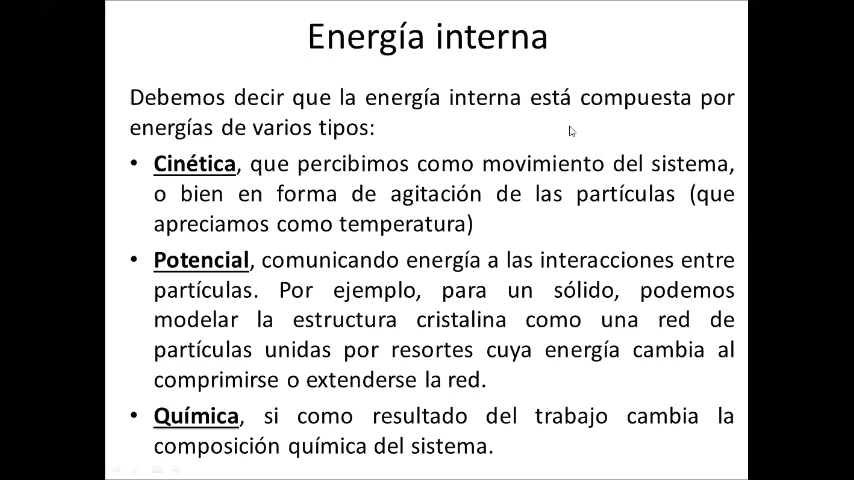 Energía interna
Debemos decir que la energía interna está compuesta por
energías de varios tipos:
• Cinética, que percibimos como movimiento del sistema,
o bien en forma de agitación de las partículas (que
apreciamos como temperatura)
• Potencial, comunicando energía a las interacciones entre
partículas. Por ejemplo, para un sólido, podemos
modelar la estructura cristalina como una red de
partículas unidas por resortes cuya energía cambia al
comprimirse o extenderse la red.
• Química, si como resultado del trabajo cambia la
composición química del sistema.